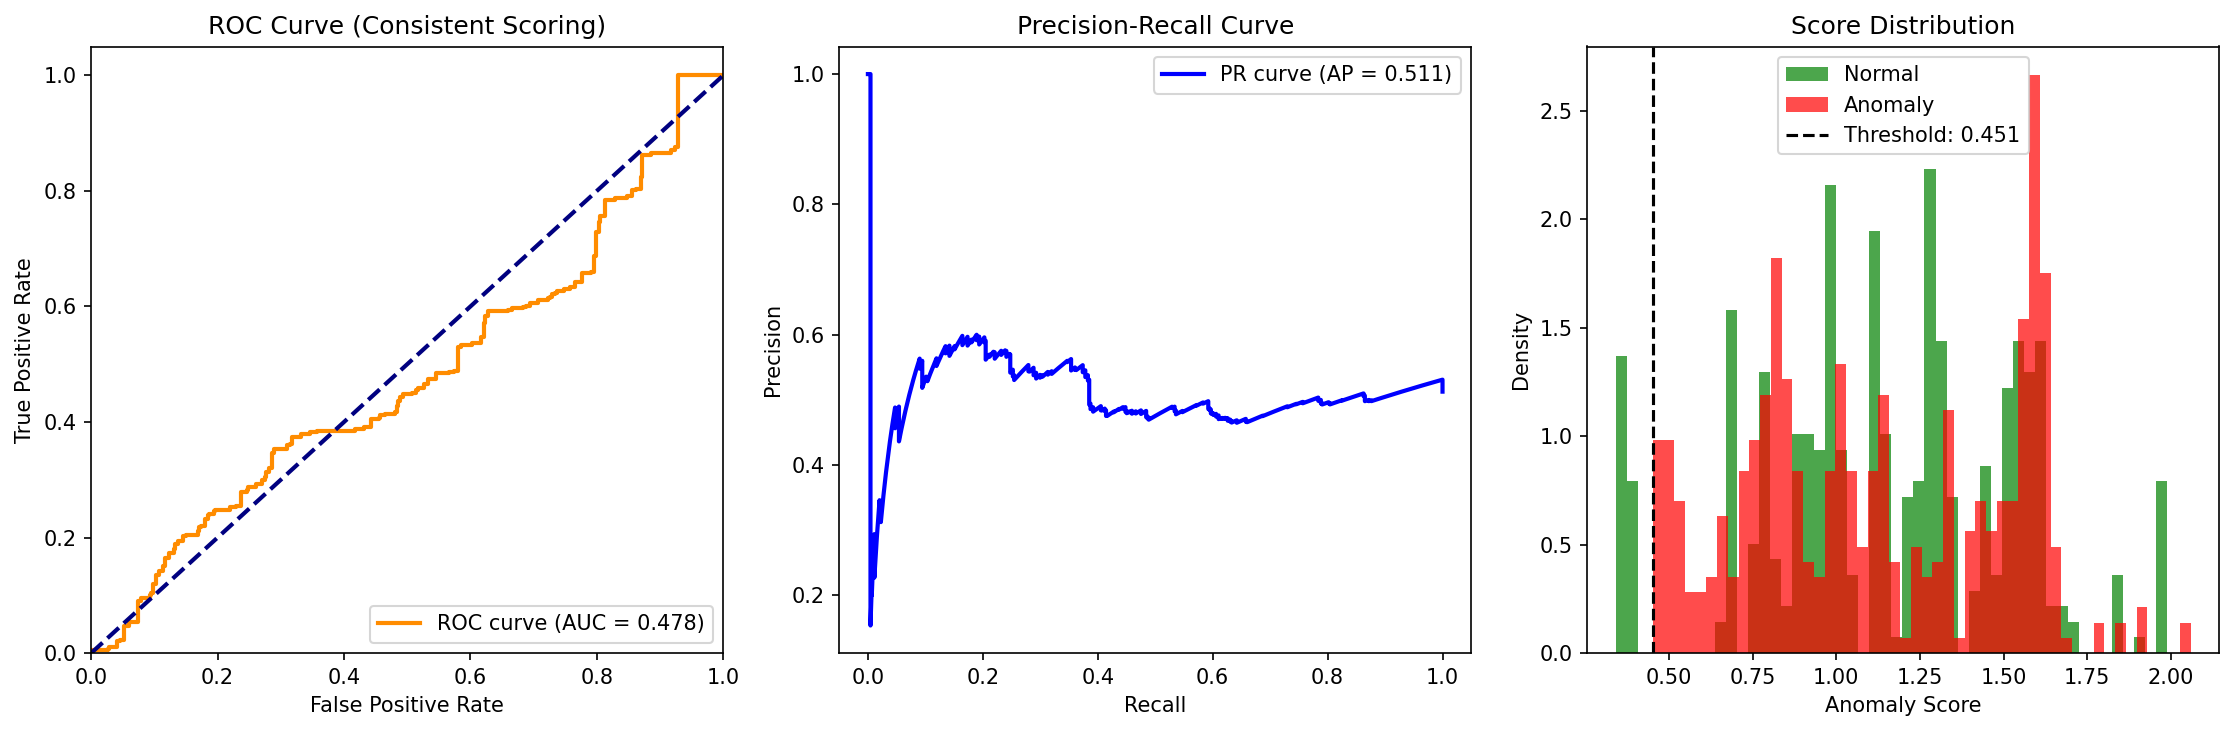 ROC Curve (Consistent Scoring)
True Positive Rate
1.0
0.8
0.6
0.4
0.2
0.0
ROC curve (AUC = 0.478)
0.0 0.2 0.4 0.6 0.8 1.0
False Positive Rate
Precision-Recall Curve
Precision
1.0
0.8
0.6
0.4
0.2
PR curve (AP = 0.511)
0.0 0.2 0.4 0.6 0.8 1.0
Recall
Score Distribution
Density
2.5
2.0
1.5
1.0
0.5
0.0
Normal
Anomaly
Threshold: 0.451
0.50 0.75 1.00 1.25 1.50 1.75 2.00
Anomaly Score